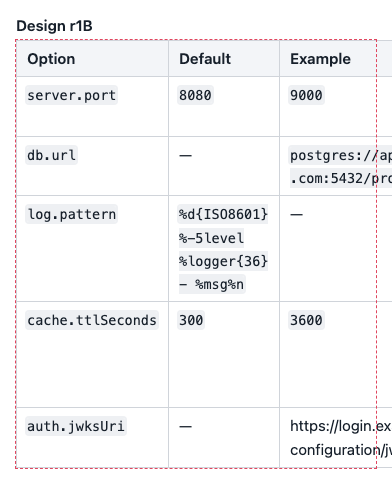 Design r1B
Option Default Example
server.port 8080 9000
db.url — postgres://ap
.com:5432/pro
log.pattern %d{ISO8601} —
%-5level
%logger{36}
- %msg%n
cache.ttlSeconds 300 3600
auth.jwksUri — https://login.ex
configuration/jw